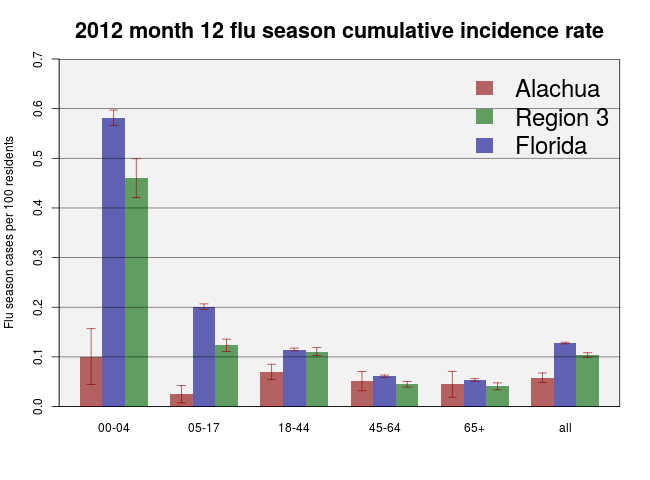 2012 month 12 flu season cumulative incidence rate
Flu season cases per 100 residents
0.7
0.6
0.5
0.4
0.3
0.2
0.1
0.0
Alachua
Region 3
Florida
00-04 05-17 18-44 45-64 65+ all